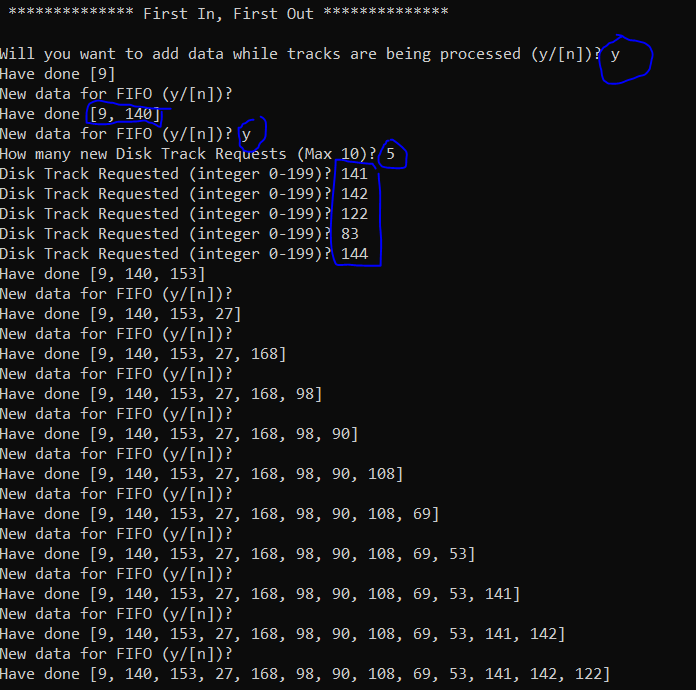 ************** First In, First Out **************
Will you want to add data while tracks are being processed (y/[n])? y
Have done [9]
New data for FIFO (y/[n])?
Have done [9, 140]
New data for FIFO (y/[n])? y
How many new Disk Track Requests (Max 10)? 5
Disk Track Requested (integer 0-199)? 141
Disk Track Requested (integer 0-199)? 142
Disk Track Requested (integer 0-199)? 122
Disk Track Requested (integer 0-199)? 83
Disk Track Requested (integer 0-199)? 144
Have done [9, 140, 153]
New data for FIFO (y/[n])?
Have done [9, 140, 153, 27]
New data for FIFO (y/[n])?
Have done [9, 140, 153, 27, 168]
New data for FIFO (y/[n])?
Have done [9, 140, 153, 27, 168, 98]
New data for FIFO (y/[n])?
Have done [9, 140, 153, 27, 168, 98, 90]
New data for FIFO (y/[n])?
Have done [9, 140, 153, 27, 168, 98, 90, 108]
New data for FIFO (y/[n])?
Have done [9, 140, 153, 27, 168, 98, 90, 108, 69]
New data for FIFO (y/[n])?
Have done [9, 140, 153, 27, 168, 98, 90, 108, 69, 53]
New data for FIFO (y/[n])?
Have done [9, 140, 153, 27, 168, 98, 90, 108, 69, 53, 141]
New data for FIFO (y/[n])?
Have done [9, 140, 153, 27, 168, 98, 90, 108, 69, 53, 141, 142]
New data for FIFO (y/[n])?
Have done [9, 140, 153, 27, 168, 98, 90, 108, 69, 53, 141, 142, 122]